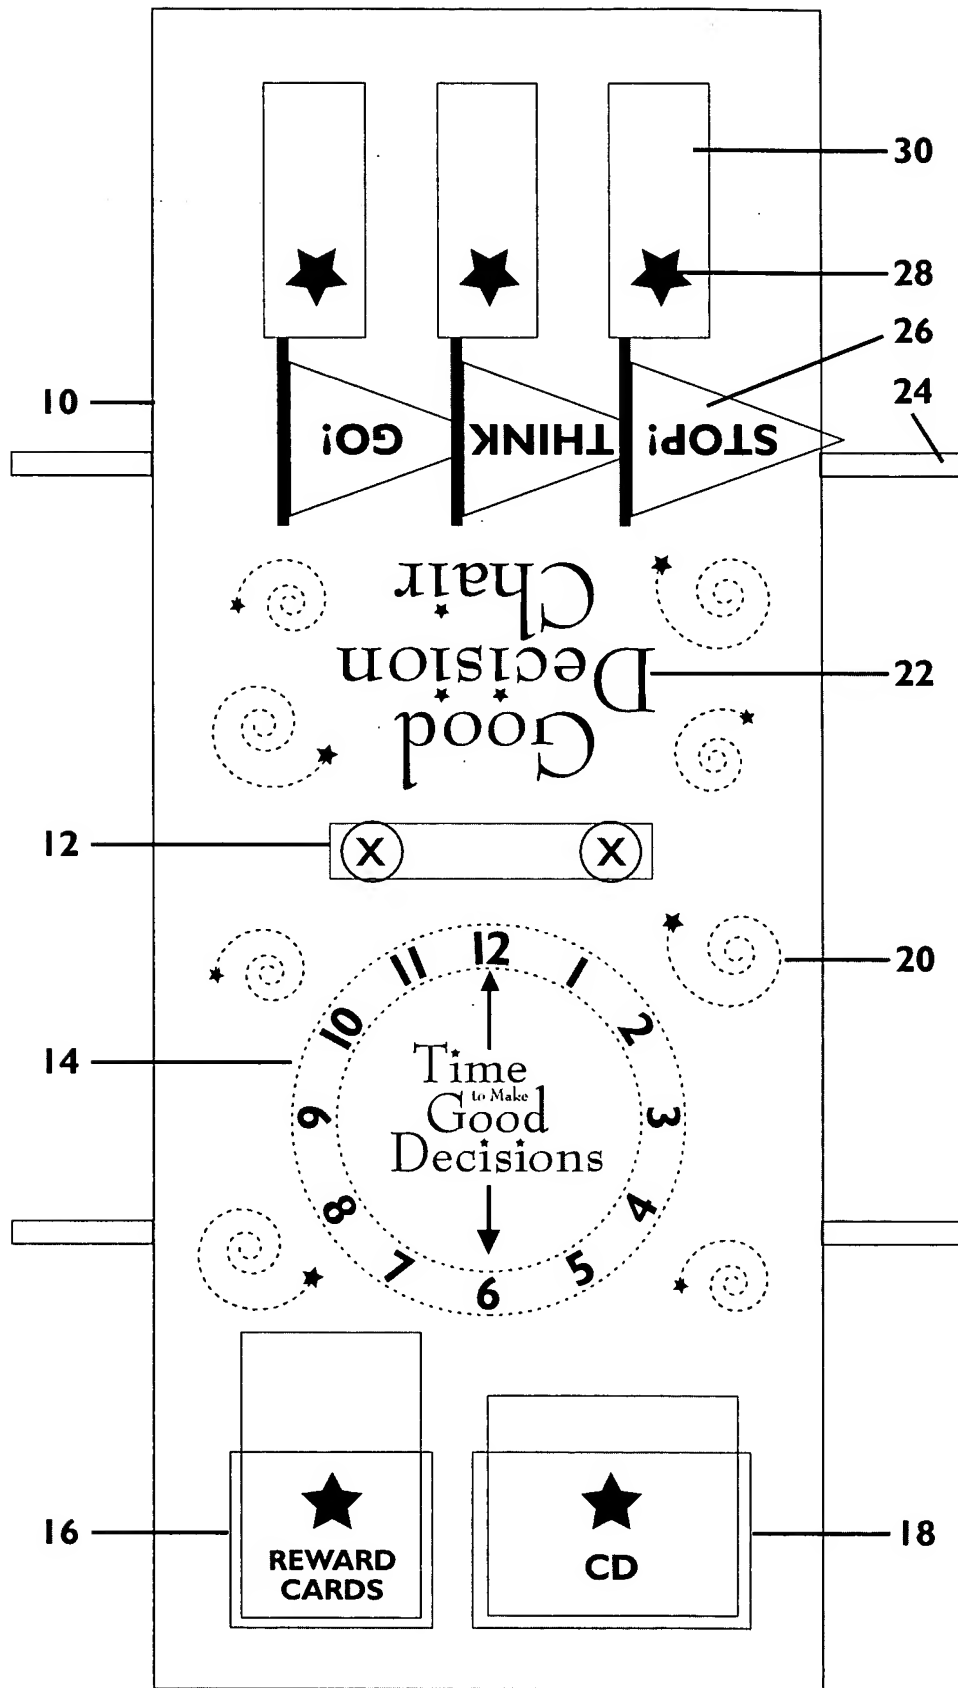 30
28
26
24
10
GO!
THINK
STOP!
Good
Decision
Chair
22
12
X X
20
14
12
1
2
3
4
5
6
7
8
9
10
11
Time
to Make
Good
Decisions
16
REWARD
CARDS
CD
18